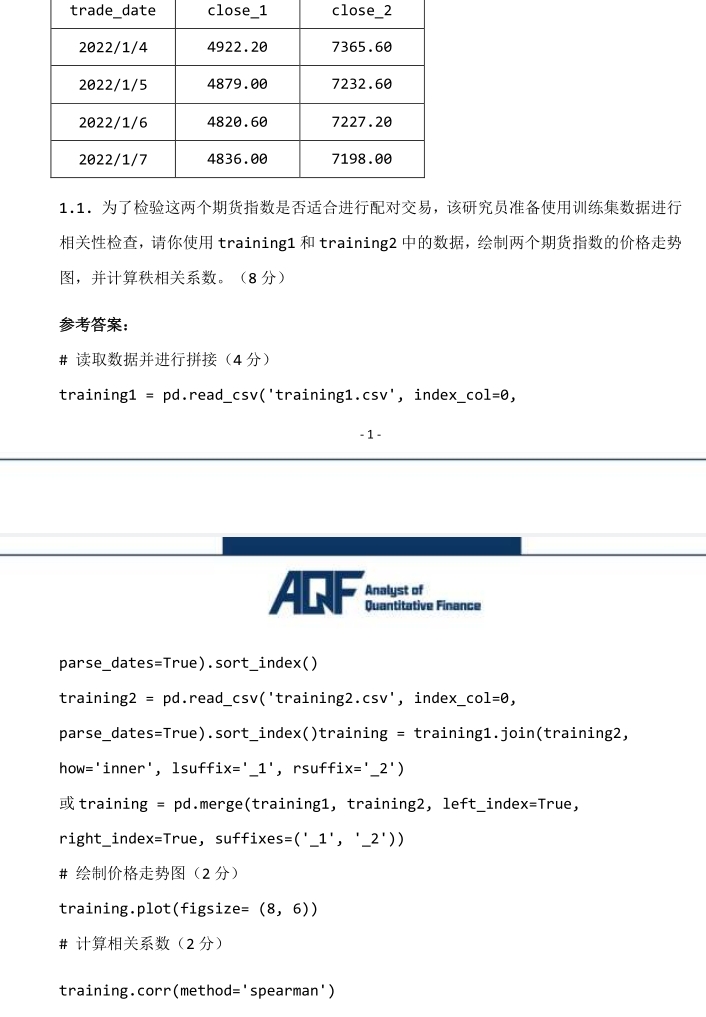 trade_date close_1 close_2
2022/1/4 4922.20 7365.60
2022/1/5 4879.00 7232.60
2022/1/6 4820.60 7227.20
2022/1/7 4836.00 7198.00
1.1. 为了检验这两个期货指数是否适合进行配对交易，该研究员准备使用训练集数据进行
相关性检查，请你使用 training1 和 training2 中的数据，绘制两个期货指数的价格走势
图，并计算秩相关系数。（8 分）
参考答案：
# 读取数据并进行拼接（4 分）
training1 = pd.read_csv('training1.csv', index_col=0,
- 1 -
AQF Analyst of
Quantitative Finance
parse_dates=True).sort_index()
training2 = pd.read_csv('training2.csv', index_col=0,
parse_dates=True).sort_index()training = training1.join(training2,
how='inner', lsuffix='_1', rsuffix='_2')
或 training = pd.merge(training1, training2, left_index=True,
right_index=True, suffixes=('_1', '_2'))
# 绘制价格走势图（2 分）
training.plot(figsize= (8, 6))
# 计算相关系数（2 分）
training.corr(method='spearman')